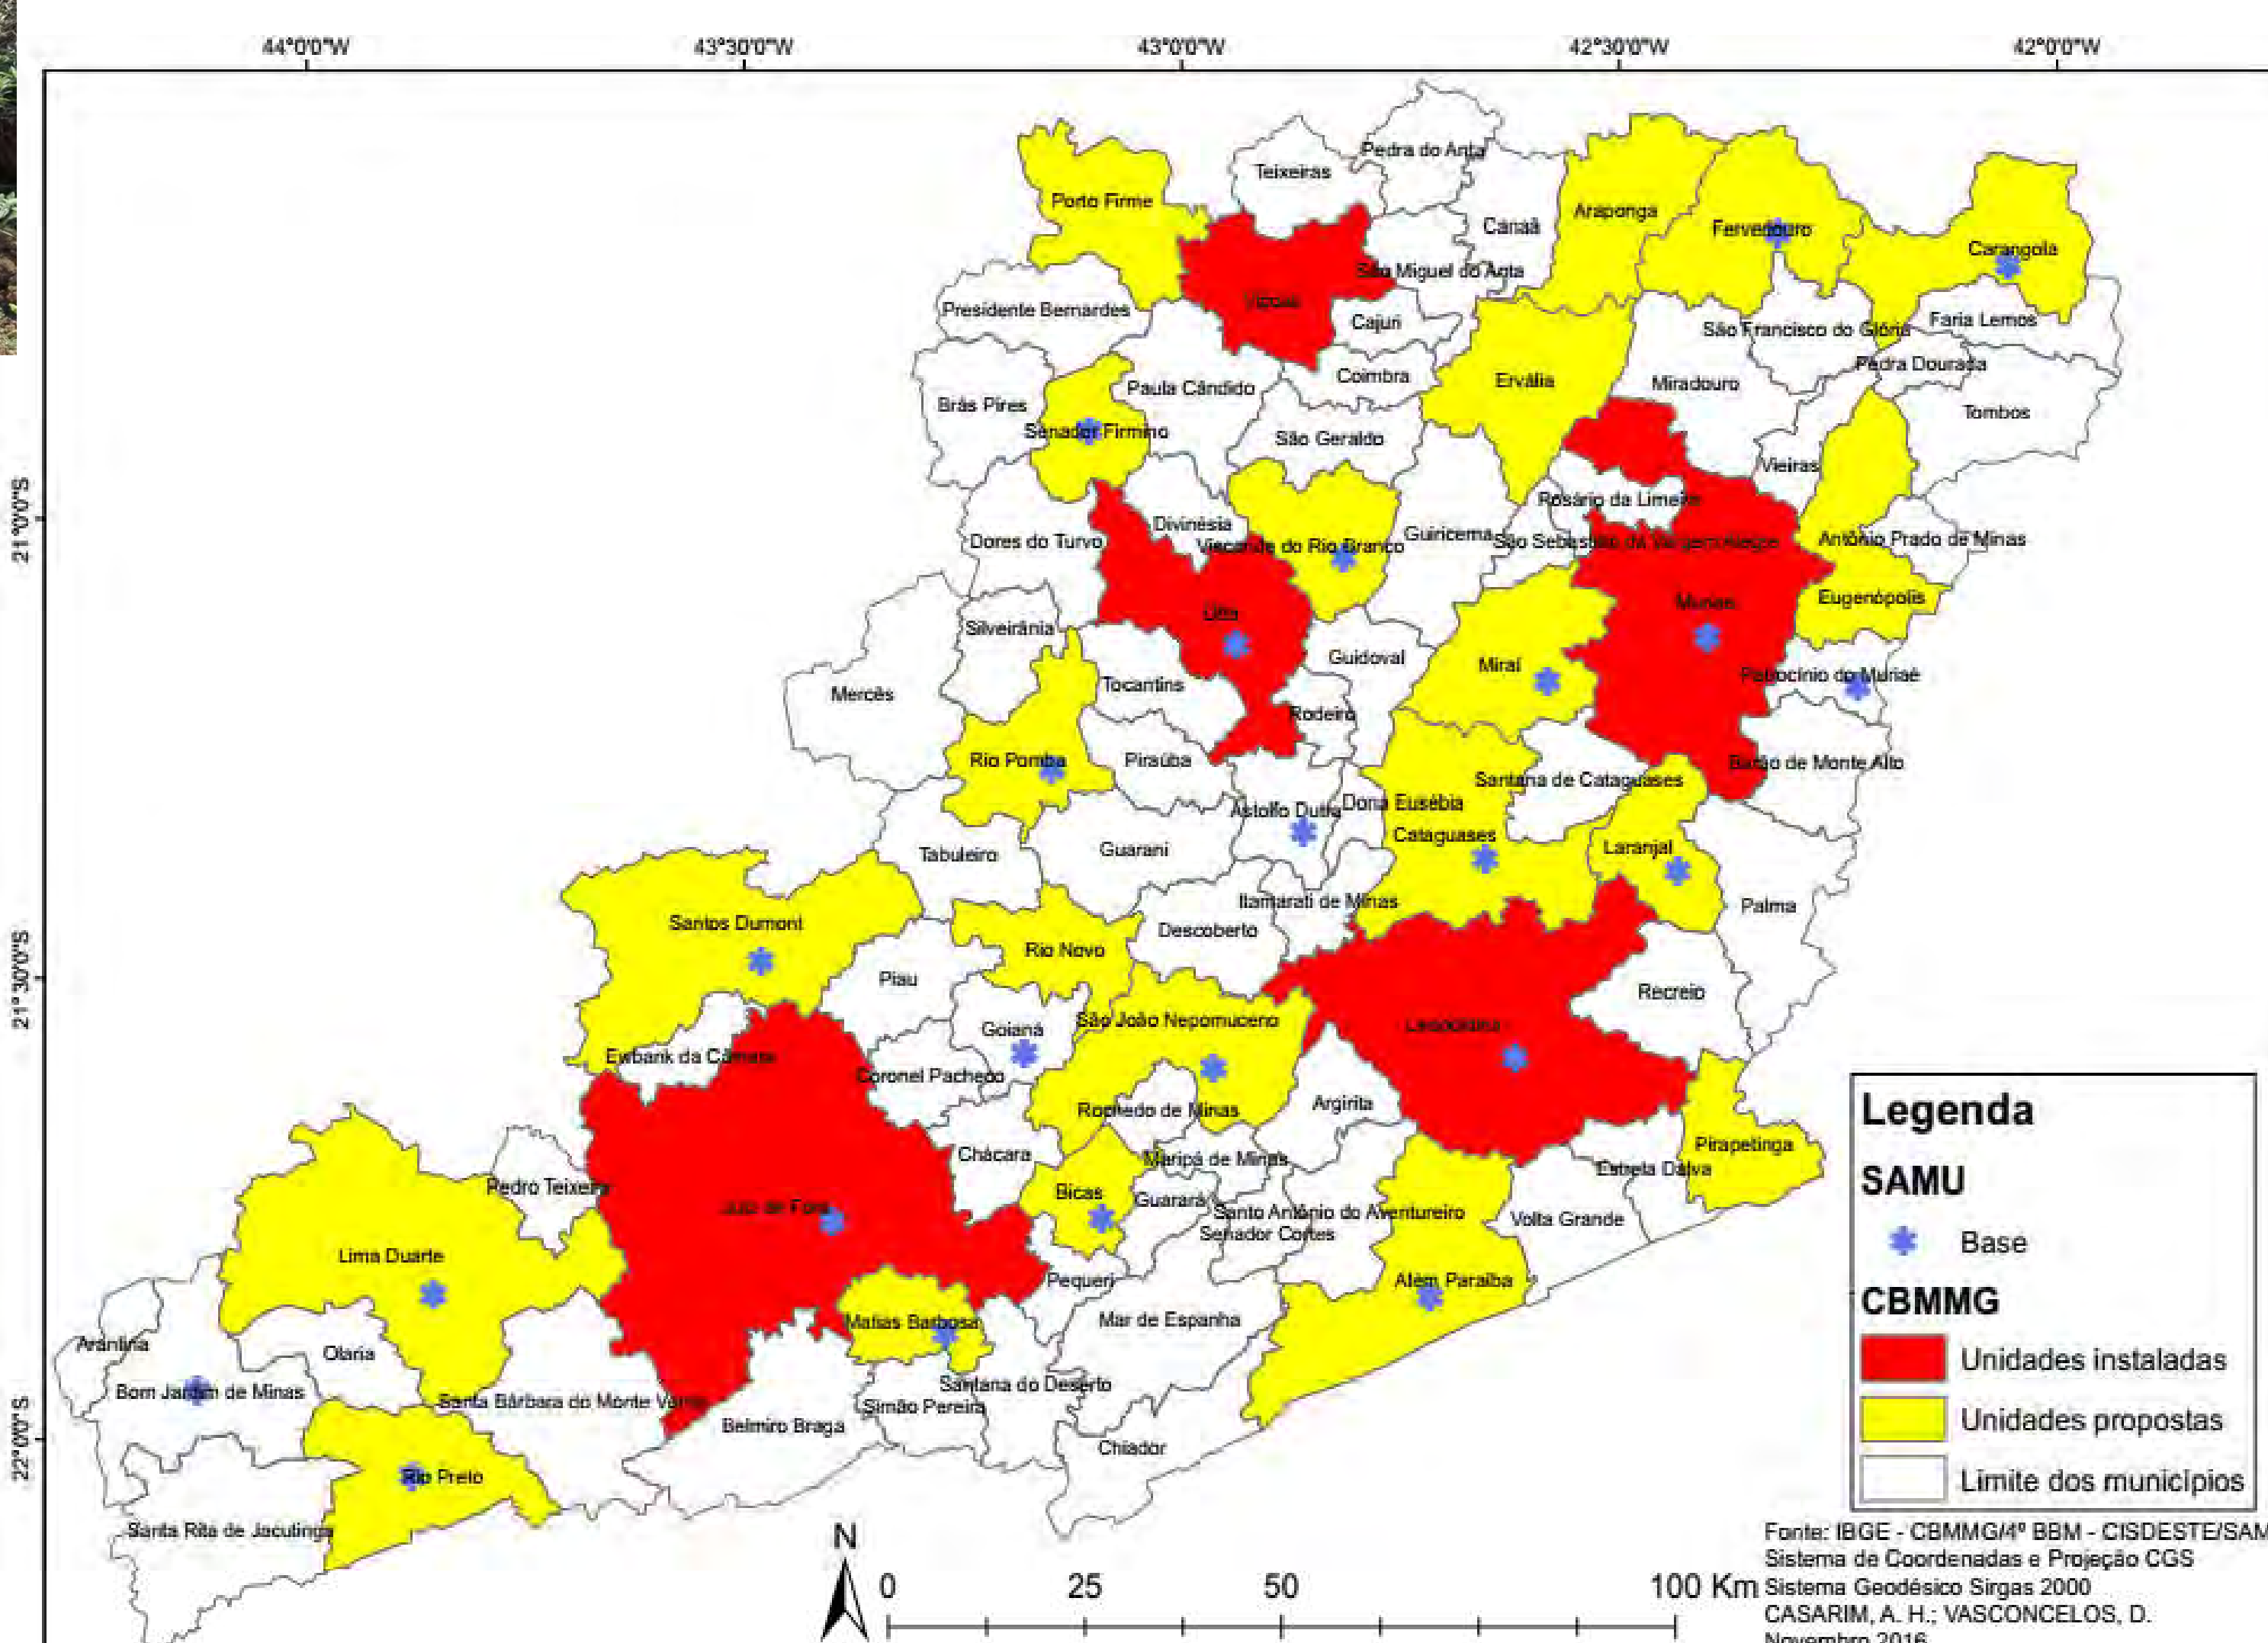 44°0'0"W
43°30'0"W
43°0'0"W
42°30'0"W
42°0'0"W
Pedra do Anta
Teixeiras
Porto Firme
Araponga
Canaã
Fervedouro
Carangola
São Miguel do Anta
Viçosa
Presidente Bernardes
Cajuri
São Francisco do Glória
Faria Lemos
Pedra Dourada
Coimbra
Ervália
Miradouro
Paula Cândido
Brás Pires
Tombos
Senador Firmino
São Geraldo
Vieiras
Rosário da Limeira
21°0'0"S
Divinésia
Dores do Turvo
Visconde do Rio Branco
Guiricema
São Sebastião da Vargem Alegre
Antônio Prado de Minas
Eugenópolis
Muriaé
Ubá
Silveirânia
Guidoval
Miraí
Patrocínio do Muriaé
Tocantins
Mercês
Rodeiro
Rio Pomba
Piraúba
Barão de Monte Alto
Santana de Cataguases
Dona Eusébia
Astolfo Dutra
Cataguases
Laranjal
Guarani
Tabuleiro
Itamarati de Minas
Palma
Santos Dumont
Descoberto
Rio Novo
21°30'0"S
Piau
Recreio
Goianá
São João Nepomuceno
Leopoldina
Ewbank da Câmara
Coronel Pacheco
Argirita
Rochedo de Minas
Pirapetinga
Chácara
Maripá de Minas
Estrela Dalva
Pedro Teixeira
Bicas
Guarará
Juiz de Fora
Santo Antônio do Aventureiro
Volta Grande
Senador Cortes
Lima Duarte
Pequeri
Além Paraíba
Matias Barbosa
Mar de Espanha
Arantina
Olaria
Santana do Deserto
Bom Jardim de Minas
Santa Bárbara do Monte Verde
Simão Pereira
Belmiro Braga
22°0'0"S
Chiador
Rio Preto
Santa Rita de Jacutinga
Legenda
SAMU
Base
CBMMG
Unidades instaladas
Unidades propostas
Limite dos municípios
N
0 25 50 100 Km
Fonte: IBGE - CBMMG/4º BBM - CISDESTE/SAM
Sistema de Coordenadas e Projeção CGS
Sistema Geodésico Sirgas 2000
CASARIM, A. H.; VASCONCELOS, D.
Novembro 2016